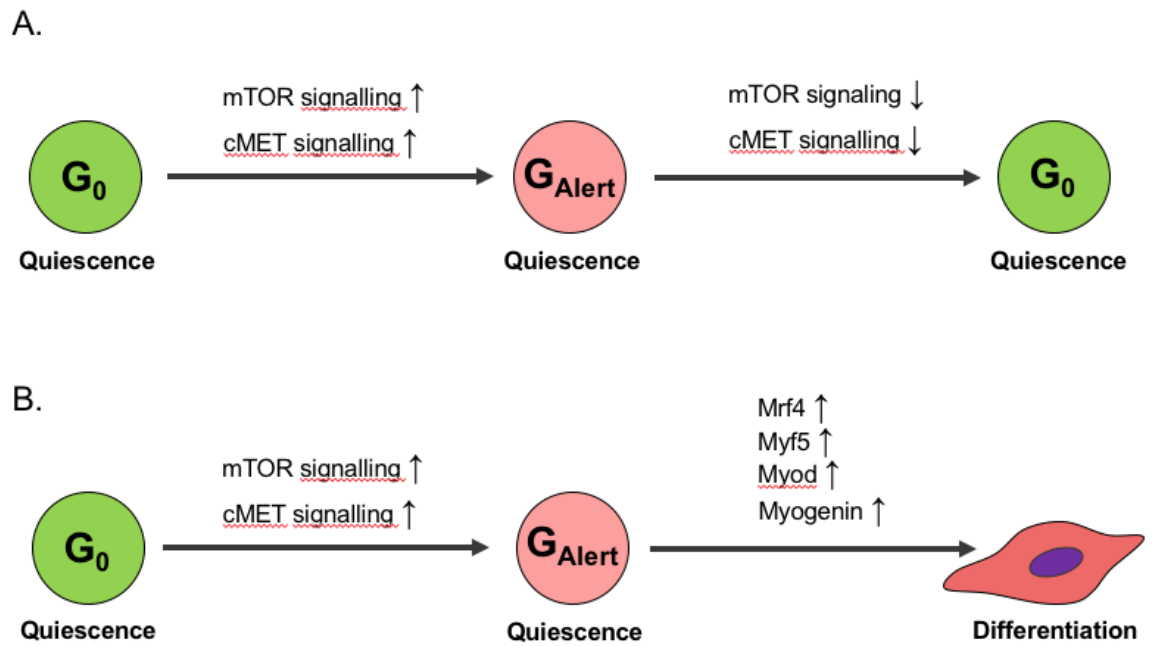 A.
mTOR signalling ↑
cMET signalling ↑
mTOR signaling ↓
cMET signalling ↓
G0
GAlert
G0
Quiescence
Quiescence
Quiescence
B.
Mrf4 ↑
Myf5 ↑
Myod ↑
Myogenin ↑
mTOR signalling ↑
cMET signalling ↑
G0
GAlert
Quiescence
Quiescence
Differentiation